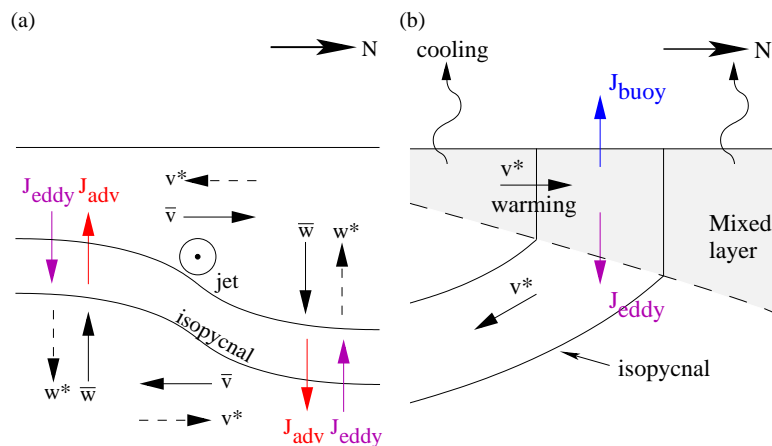 (a)
N
v*
v̅
J_eddy
J_adv
w̅
w*
jet
isopycnal
w*
w̅
v̅
v*
J_adv
J_eddy
(b)
N
cooling
J_buoy
v*
warming
Mixed
layer
v*
J_eddy
isopycnal